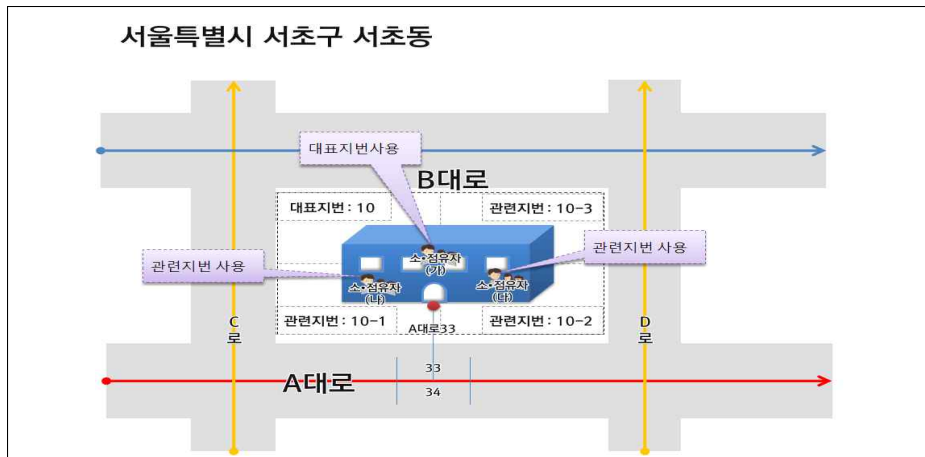 서울특별시 서초구 서초동
대표지번사용
B대로
대표지번 : 10
관련지번 : 10-3
관련지번 사용
관련지번 사용
소·점유자
(가)
소·점유자
(나)
소·점유자
(다)
관련지번 : 10-1
A대로33
관련지번 : 10-2
C
로
D
로
33
A대로
34